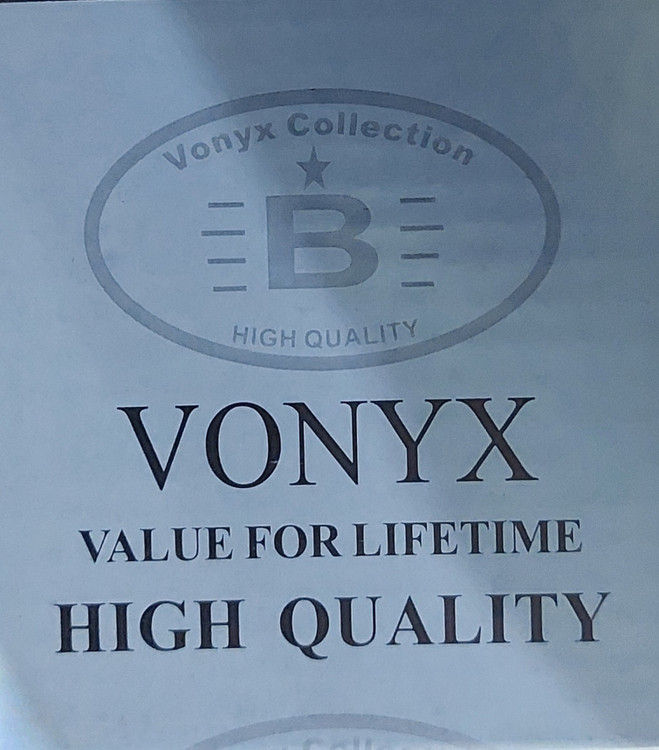 Vonyx Collection
B
HIGH QUALITY
VONYX
VALUE FOR LIFETIME
HIGH QUALITY